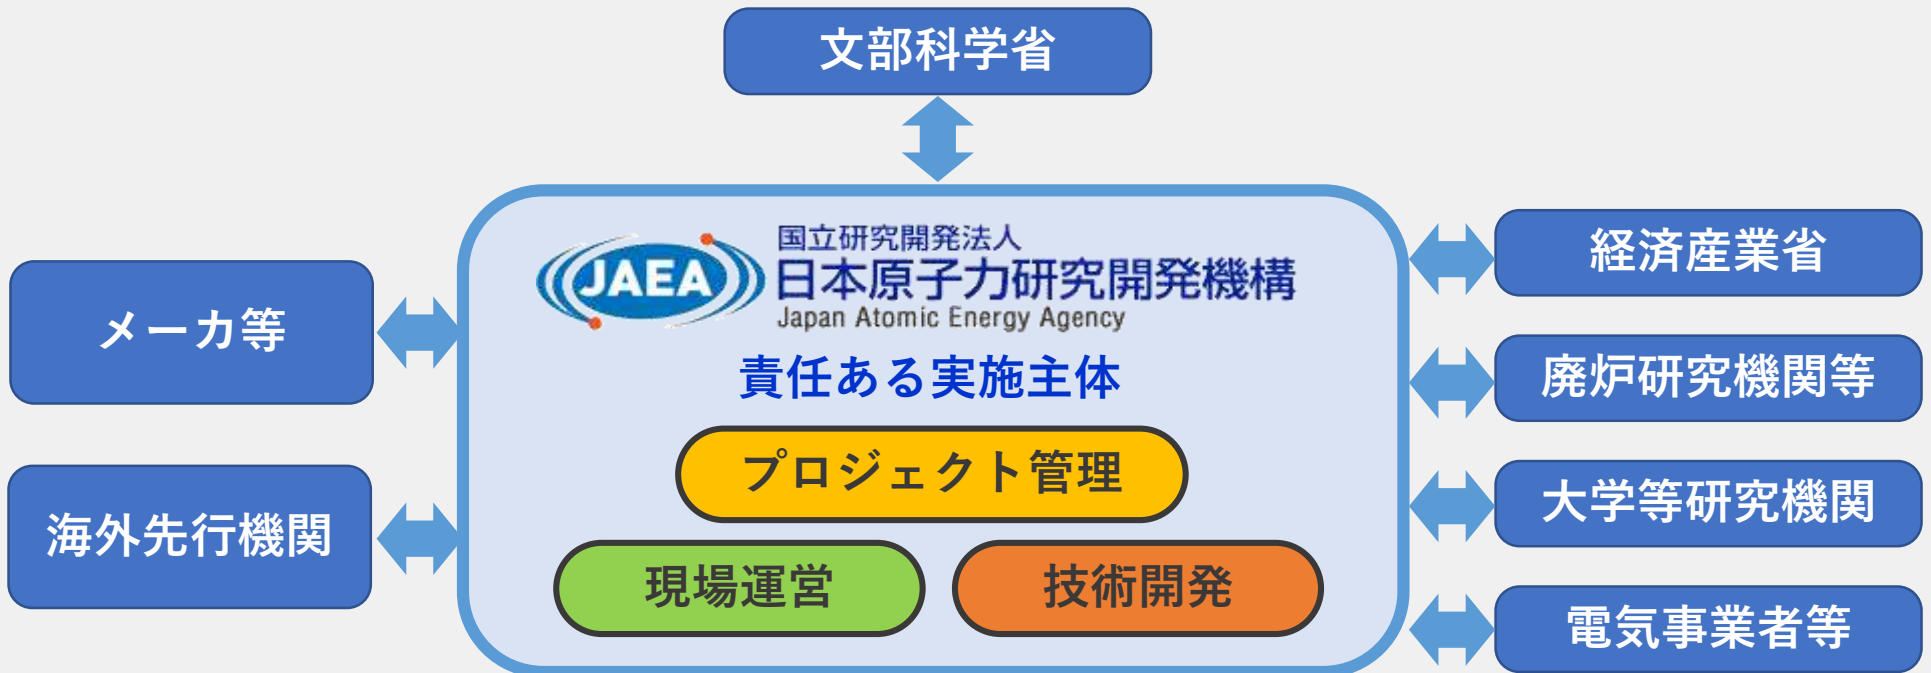 文部科学省
国立研究開発法人
JAEA
日本原子力研究開発機構
Japan Atomic Energy Agency
責任ある実施主体
プロジェクト管理
現場運営
技術開発
メーカ等
海外先行機関
経済産業省
廃炉研究機関等
大学等研究機関
電気事業者等